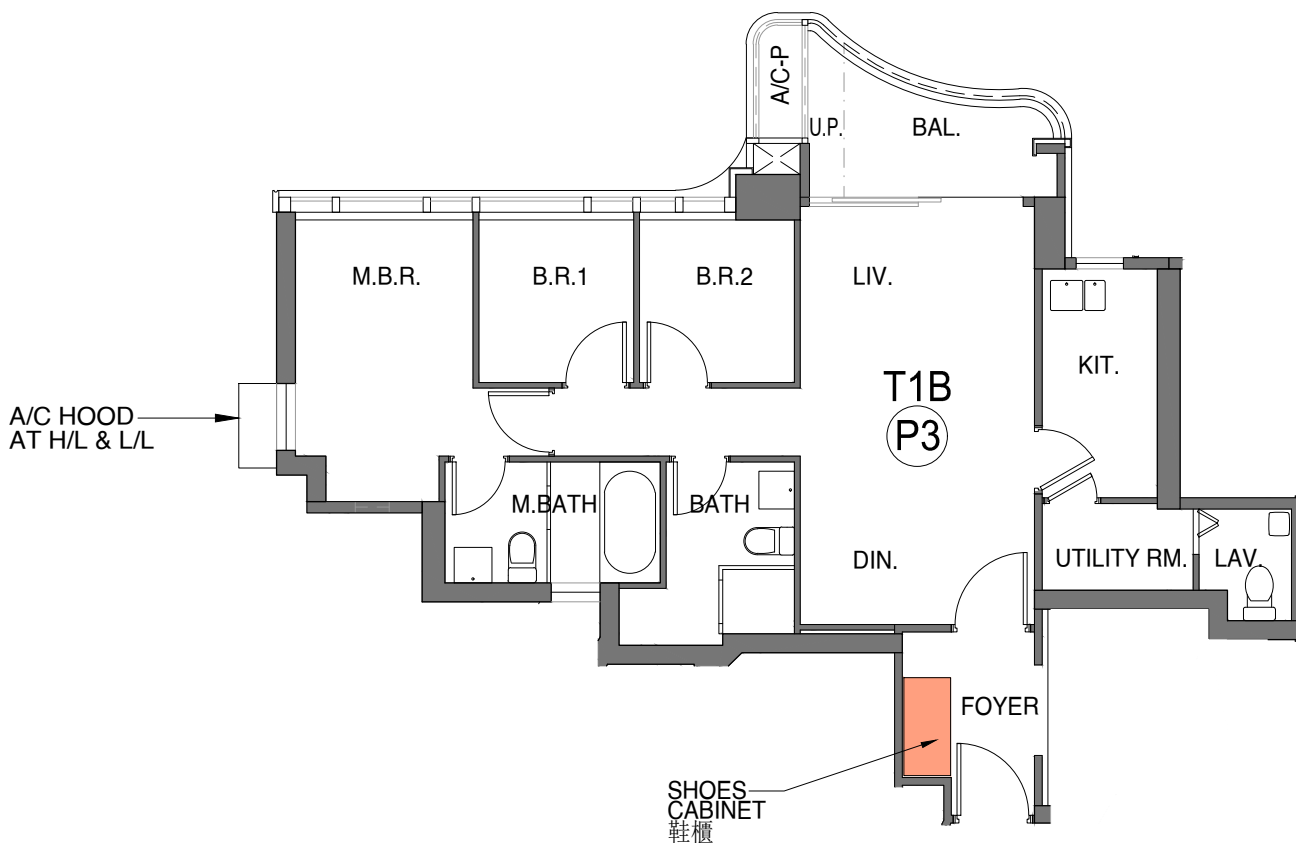 A/C-P
U.P.
BAL.
M.B.R.
B.R.1
B.R.2
LIV.
KIT.
T1B
P3
A/C HOOD
AT H/L & L/L
M.BATH
BATH
DIN.
UTILITY RM.
LAV.
FOYER
SHOES
CABINET
鞋櫃